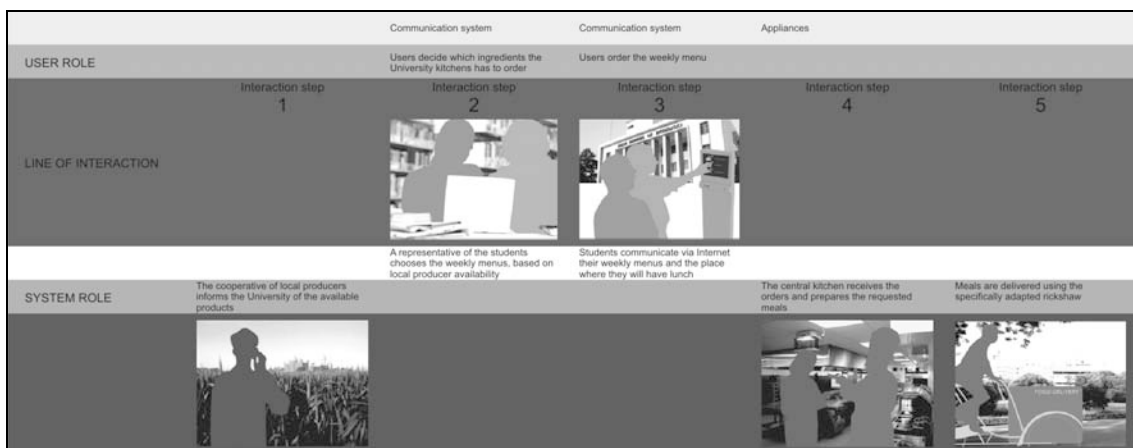 Communication system
Communication system
Appliances
USER ROLE
Users decide which ingredients the
University kitchens has to order
Users order the weekly menu
Interaction step
1
Interaction step
2
Interaction step
3
Interaction step
4
Interaction step
5
LINE OF INTERACTION
A representative of the students
chooses the weekly menus, based on
local producer availability
Students communicate via Internet
their weekly menus and the place
where they will have lunch
SYSTEM ROLE
The cooperative of local producers
informs the University of the available
products
The central kitchen receives the
orders and prepares the requested
meals
Meals are delivered using the
specifically adapted rickshaw